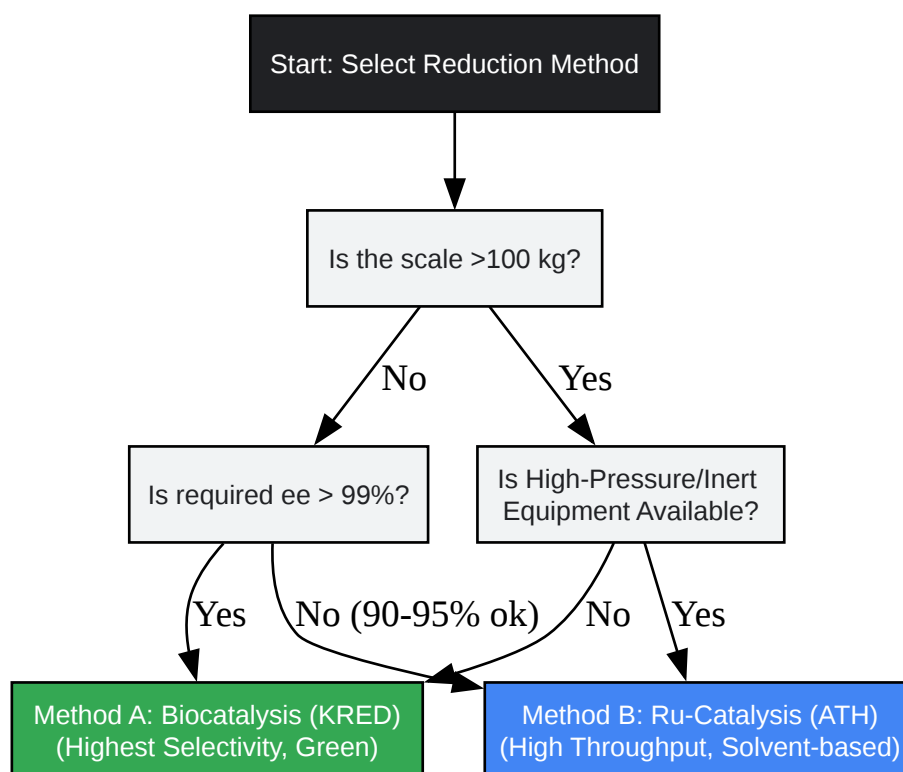 Start: Select Reduction Method
Is the scale >100 kg?
No
Yes
Is required ee > 99%?
Is High-Pressure/Inert
Equipment Available?
Yes
No (90-95% ok)
No
Yes
Method A: Biocatalysis (KRED)
(Highest Selectivity, Green)
Method B: Ru-Catalysis (ATH)
(High Throughput, Solvent-based)